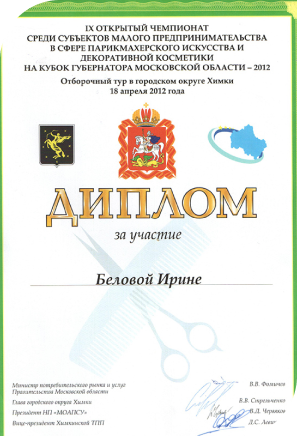 IX ОТКРЫТЫЙ ЧЕМПИОНАТ
СРЕДИ СУБЪЕКТОВ МАЛОГО ПРЕДПРИНИМАТЕЛЬСТВА
В СФЕРЕ ПАРИКМАХЕРСКОГО ИСКУССТВА И
ДЕКОРАТИВНОЙ КОСМЕТИКИ
НА КУБОК ГУБЕРНАТОРА МОСКОВСКОЙ ОБЛАСТИ – 2012
Отборочный тур в городском округе Химки
18 апреля 2012 года
ДИПЛОМ
за участие
Беловой Ирине
Министр потребительского рынка и услуг
Правительства Московской области
В.В.
Глава городского округа Химки
В.В. Стрельченко
Президент НП «МОАПСУ»
В.Д. Черников
Вице-президент Химкинской ТПП
Д.С.